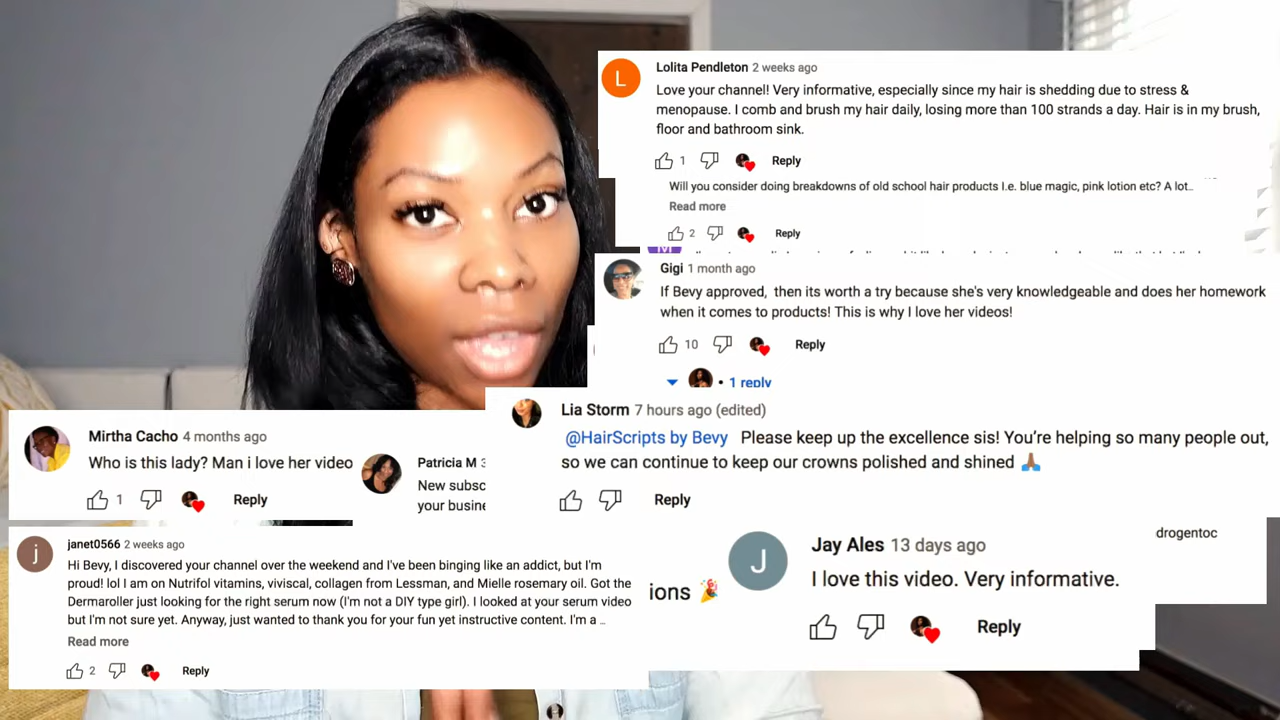 L
Lolita Pendleton 2 weeks ago
Love your channel! Very informative, especially since my hair is shedding due to stress &
menopause. I comb and brush my hair daily, losing more than 100 strands a day. Hair is in my brush,
floor and bathroom sink.
1 Reply
Will you consider doing breakdowns of old school hair products I.e. blue magic, pink lotion etc? A lot..
Read more
2 Reply
Gigi 1 month ago
If Bevy approved, then its worth a try because she's very knowledgeable and does her homework
when it comes to products! This is why I love her videos!
10 Reply
• 1 reply
Lia Storm 7 hours ago (edited)
@HairScripts by Bevy Please keep up the excellence sis! You're helping so many people out,
so we can continue to keep our crowns polished and shined 🙏🏾
Reply
Mirtha Cacho 4 months ago
Who is this lady? Man i love her video
1 Reply
Patricia M
New subsc
your busine
drogentoc
J
Jay Ales 13 days ago
I love this video. Very informative.
Reply
ions 🎉
j
janet0566 2 weeks ago
Hi Bevy, I discovered your channel over the weekend and I've been binging like an addict, but I'm
proud! lol I am on Nutrifol vitamins, viviscal, collagen from Lessman, and Mielle rosemary oil. Got the
Dermaroller just looking for the right serum now (I'm not a DIY type girl). I looked at your serum video
but I'm not sure yet. Anyway, just wanted to thank you for your fun yet instructive content. I'm a ..
Read more
2 Reply